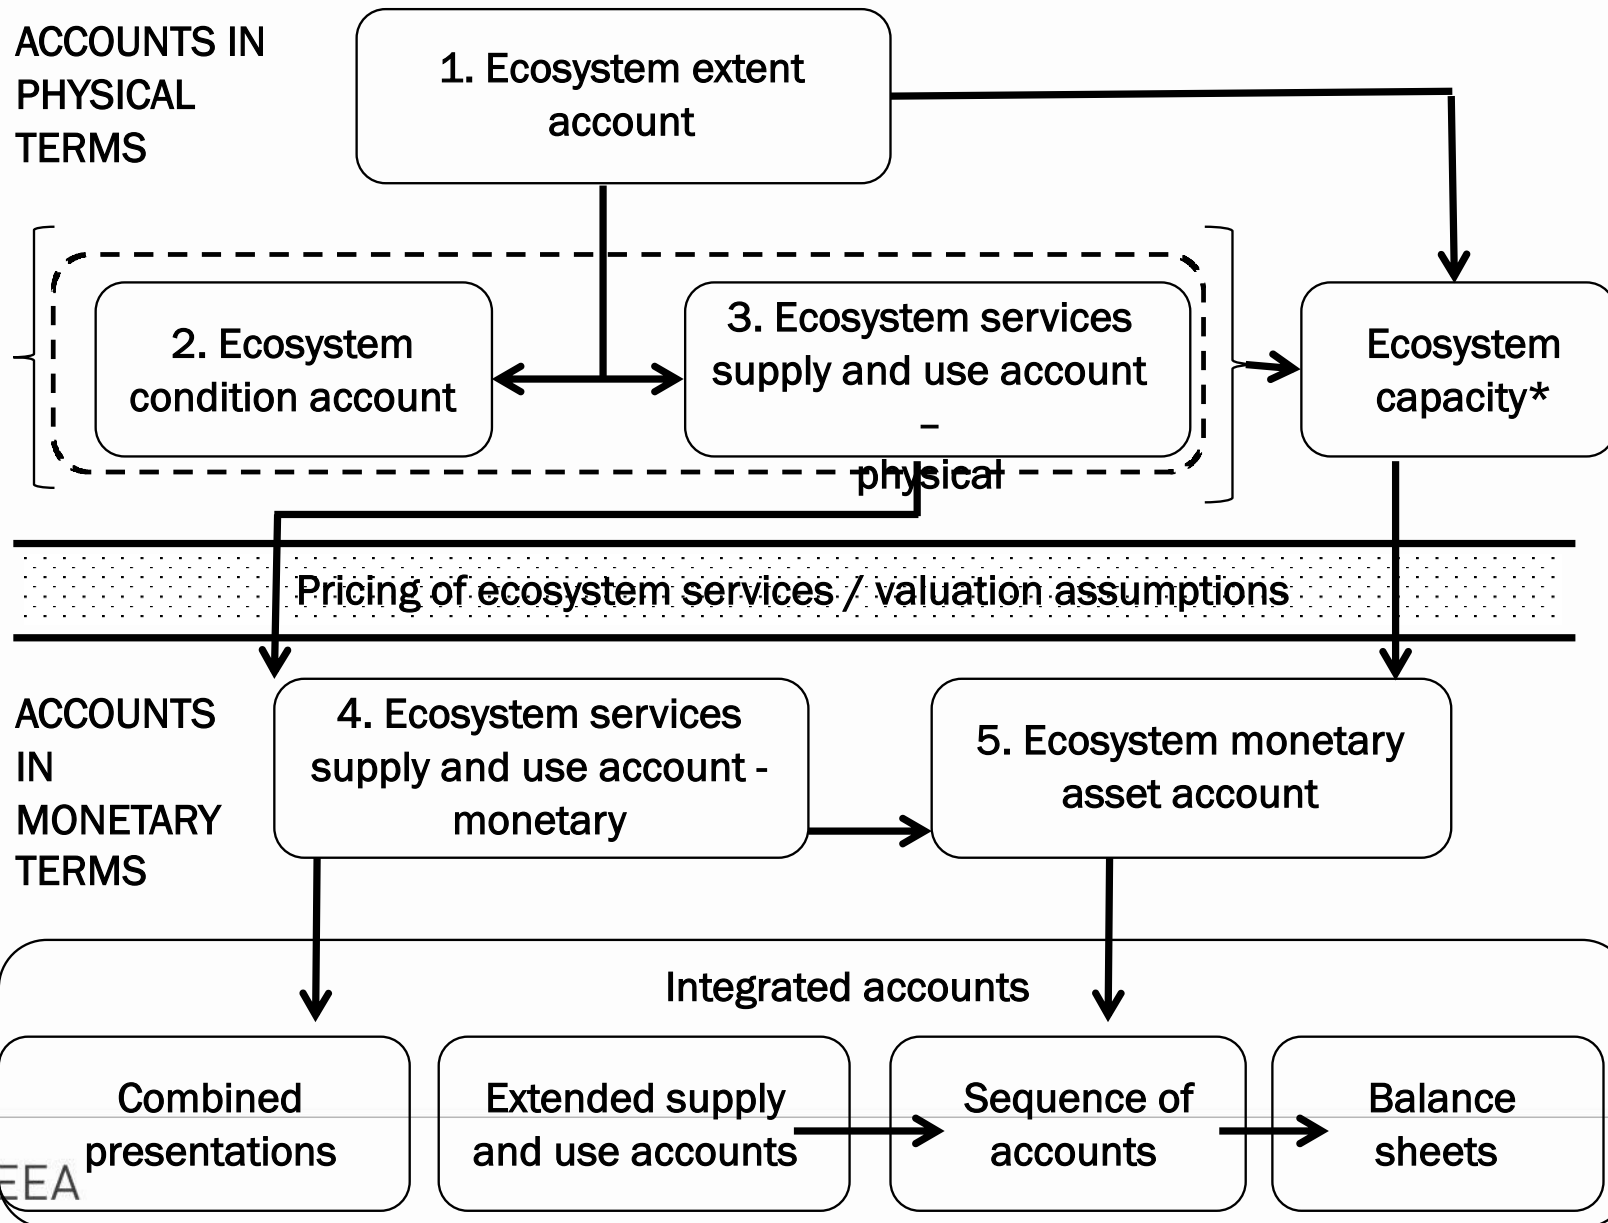 ACCOUNTS IN
PHYSICAL
TERMS
1. Ecosystem extent
account
2. Ecosystem
condition account
3. Ecosystem services
supply and use account
–
physical
Ecosystem
capacity*
Pricing of ecosystem services / valuation assumptions
ACCOUNTS
IN
MONETARY
TERMS
4. Ecosystem services
supply and use account -
monetary
5. Ecosystem monetary
asset account
Integrated accounts
Combined
presentations
Extended supply
and use accounts
Sequence of
accounts
Balance
sheets
EEA